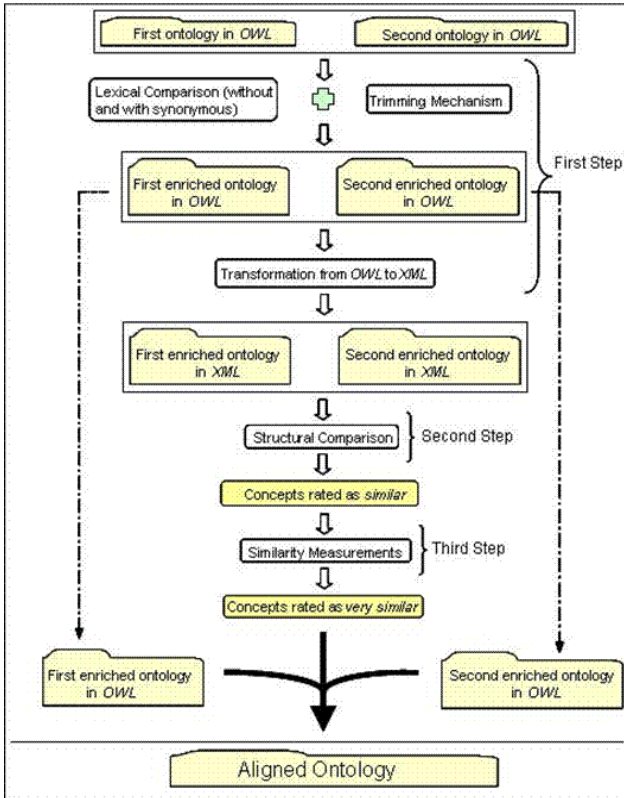 First ontology in OWL
Second ontology in OWL
Lexical Comparison (without
and with synonymous)
Trimming Mechanism
First Step
First enriched ontology
in OWL
Second enriched ontology
in OWL
Transformation from OWL to XML
First enriched ontology
in XML
Second enriched ontology
in XML
Structural Comparison
Second Step
Concepts rated as similar
Similarity Measurements
Third Step
Concepts rated as very similar
First enriched ontology
in OWL
Second enriched ontology
in OWL
Aligned Ontology